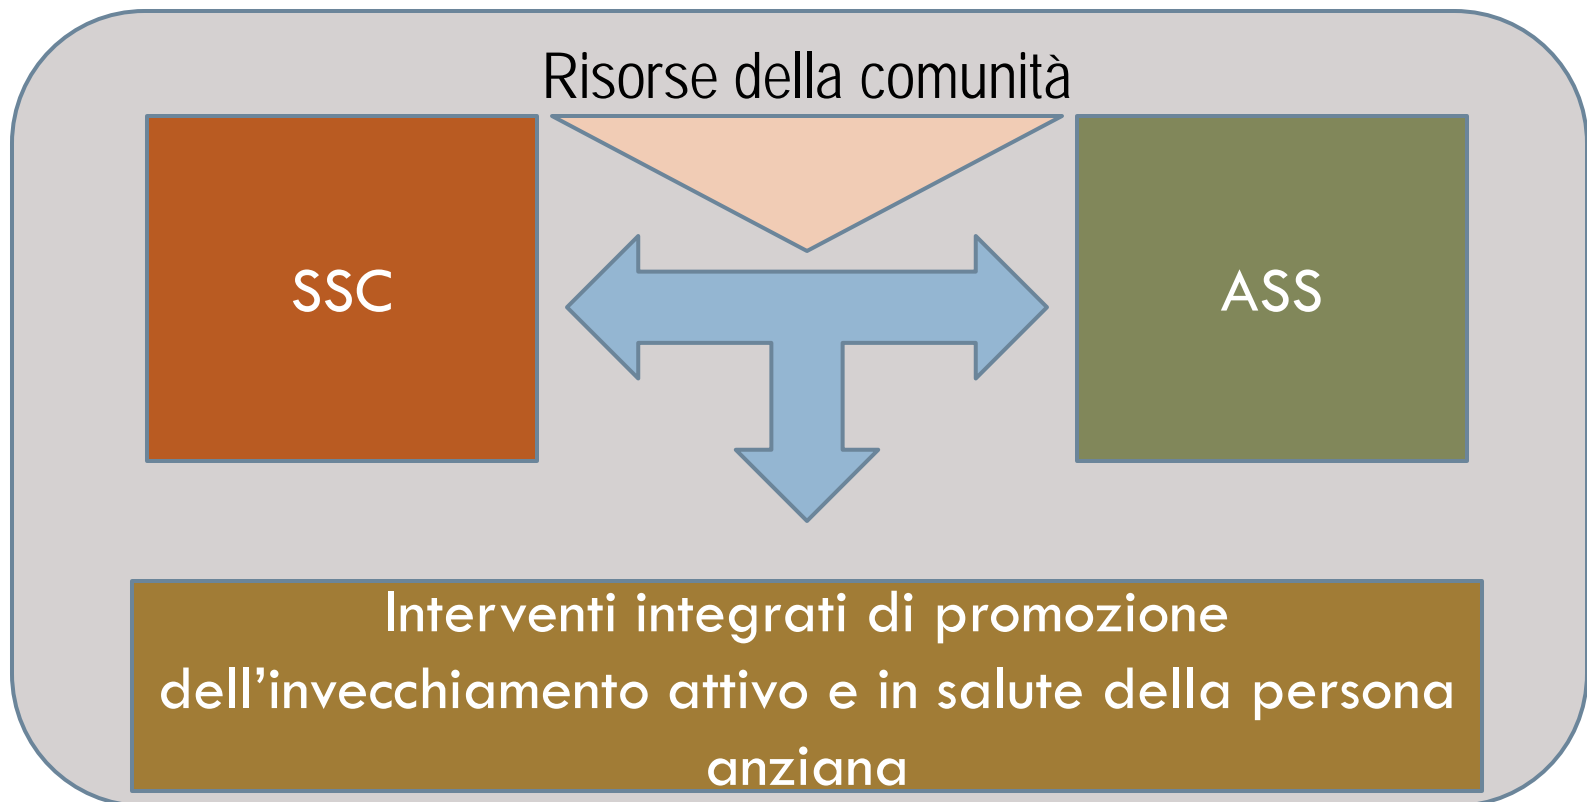 Risorse della comunità
SSC
ASS
Interventi integrati di promozione
dell’invecchiamento attivo e in salute della persona
anziana